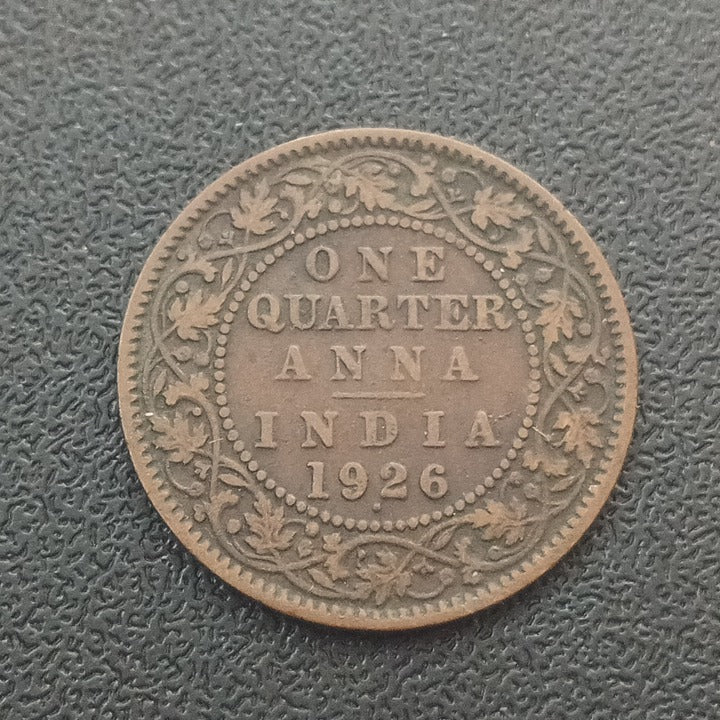 ONE
QUARTER
ANNA
INDIA
1926